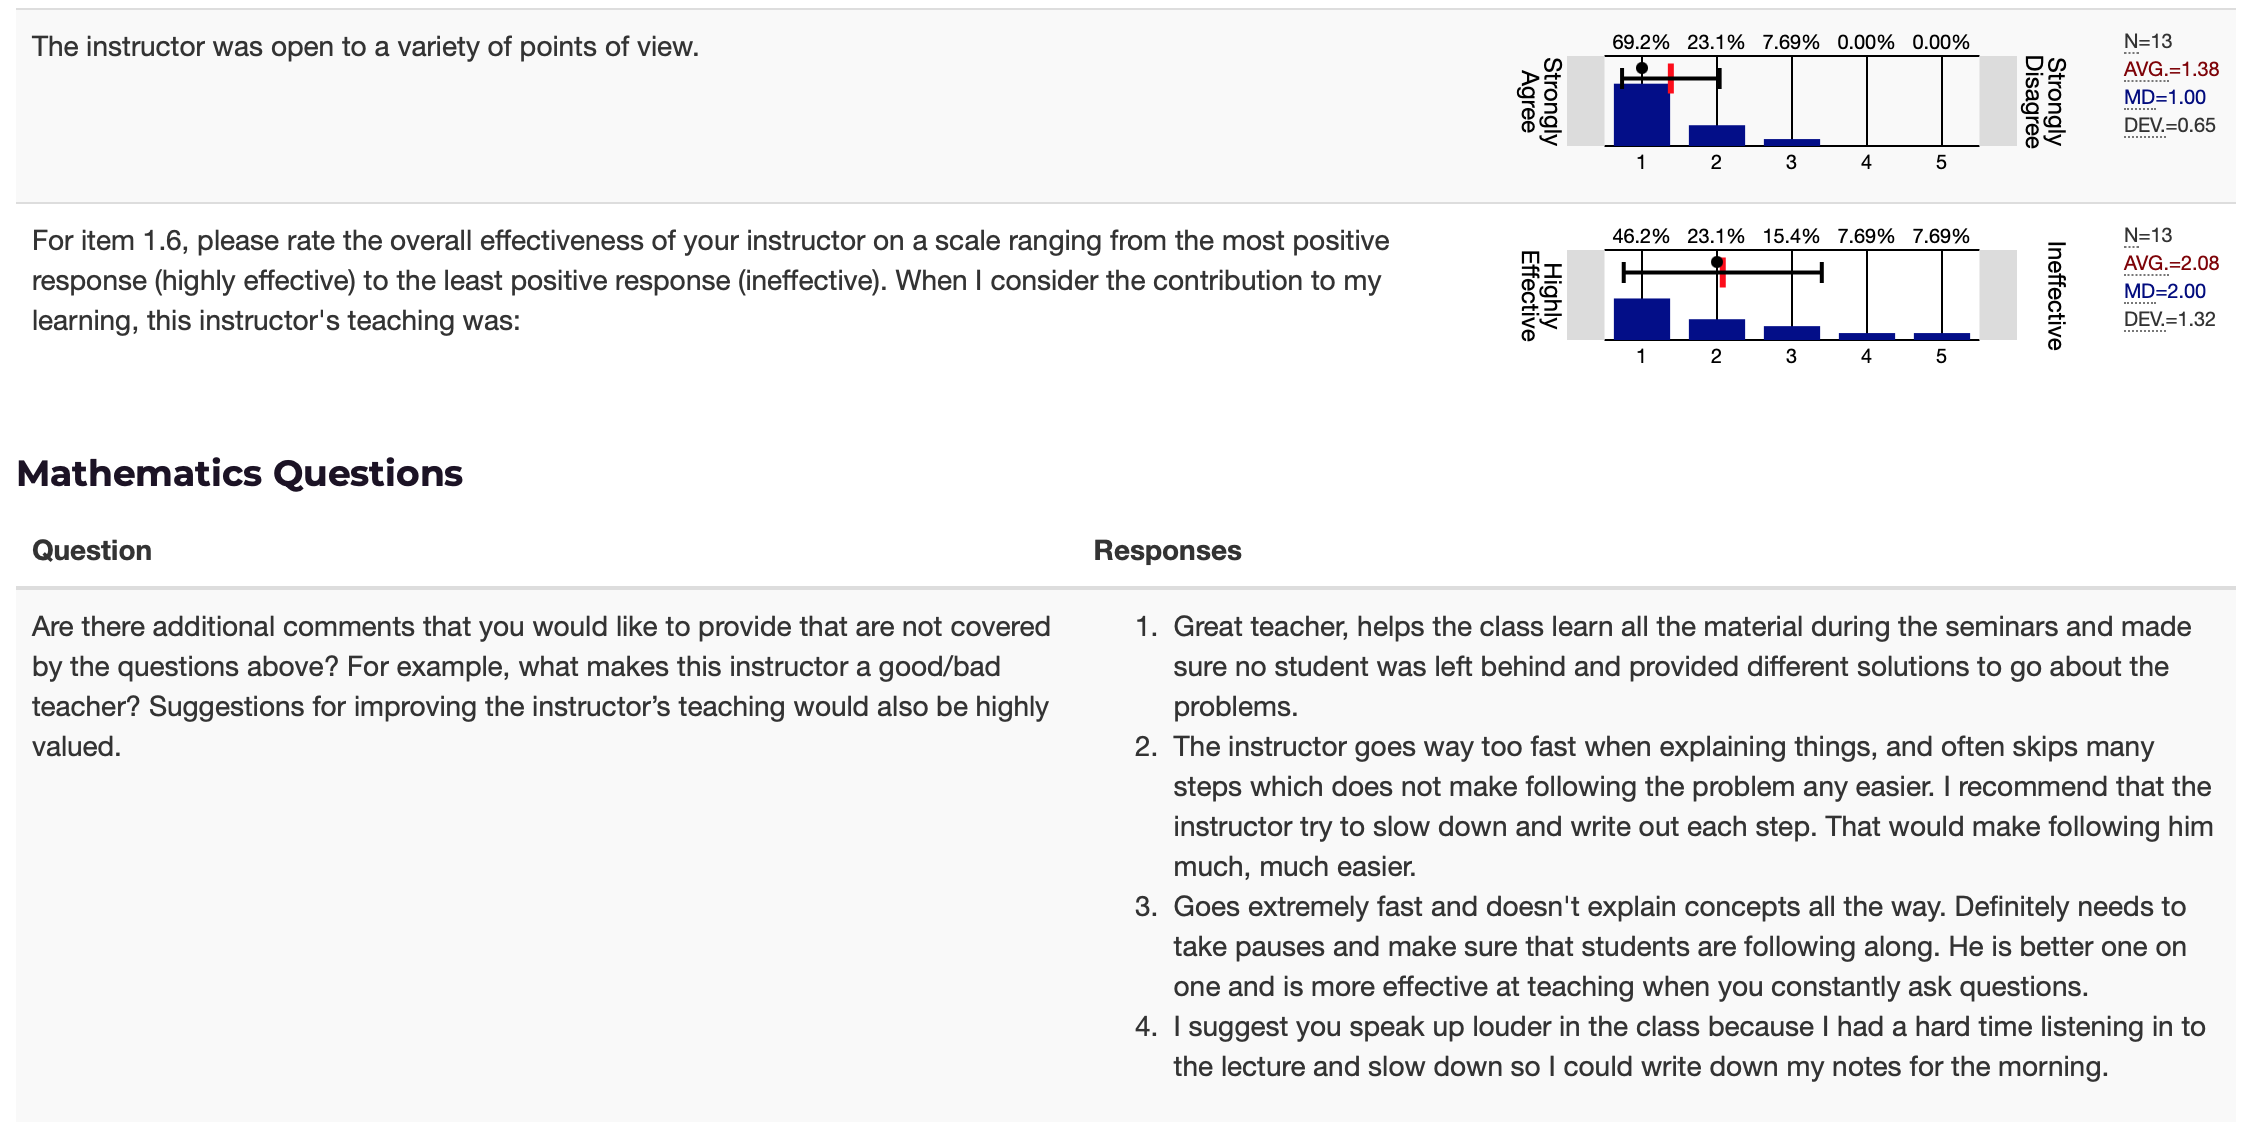 The instructor was open to a variety of points of view.
69.2% 23.1% 7.69% 0.00% 0.00%
Strongly
Agree
Strongly
Disagree
1 2 3 4 5
N=13
AVG.=1.38
MD=1.00
DEV.=0.65
For item 1.6, please rate the overall effectiveness of your instructor on a scale ranging from the most positive
response (highly effective) to the least positive response (ineffective). When I consider the contribution to my
learning, this instructor's teaching was:
46.2% 23.1% 15.4% 7.69% 7.69%
Highly
Effective
Ineffective
1 2 3 4 5
N=13
AVG.=2.08
MD=2.00
DEV.=1.32
Mathematics Questions
Question
Responses
Are there additional comments that you would like to provide that are not covered
by the questions above? For example, what makes this instructor a good/bad
teacher? Suggestions for improving the instructor’s teaching would also be highly
valued.
1. Great teacher, helps the class learn all the material during the seminars and made
sure no student was left behind and provided different solutions to go about the
problems.
2. The instructor goes way too fast when explaining things, and often skips many
steps which does not make following the problem any easier. I recommend that the
instructor try to slow down and write out each step. That would make following him
much, much easier.
3. Goes extremely fast and doesn't explain concepts all the way. Definitely needs to
take pauses and make sure that students are following along. He is better one on
one and is more effective at teaching when you constantly ask questions.
4. I suggest you speak up louder in the class because I had a hard time listening in to
the lecture and slow down so I could write down my notes for the morning.